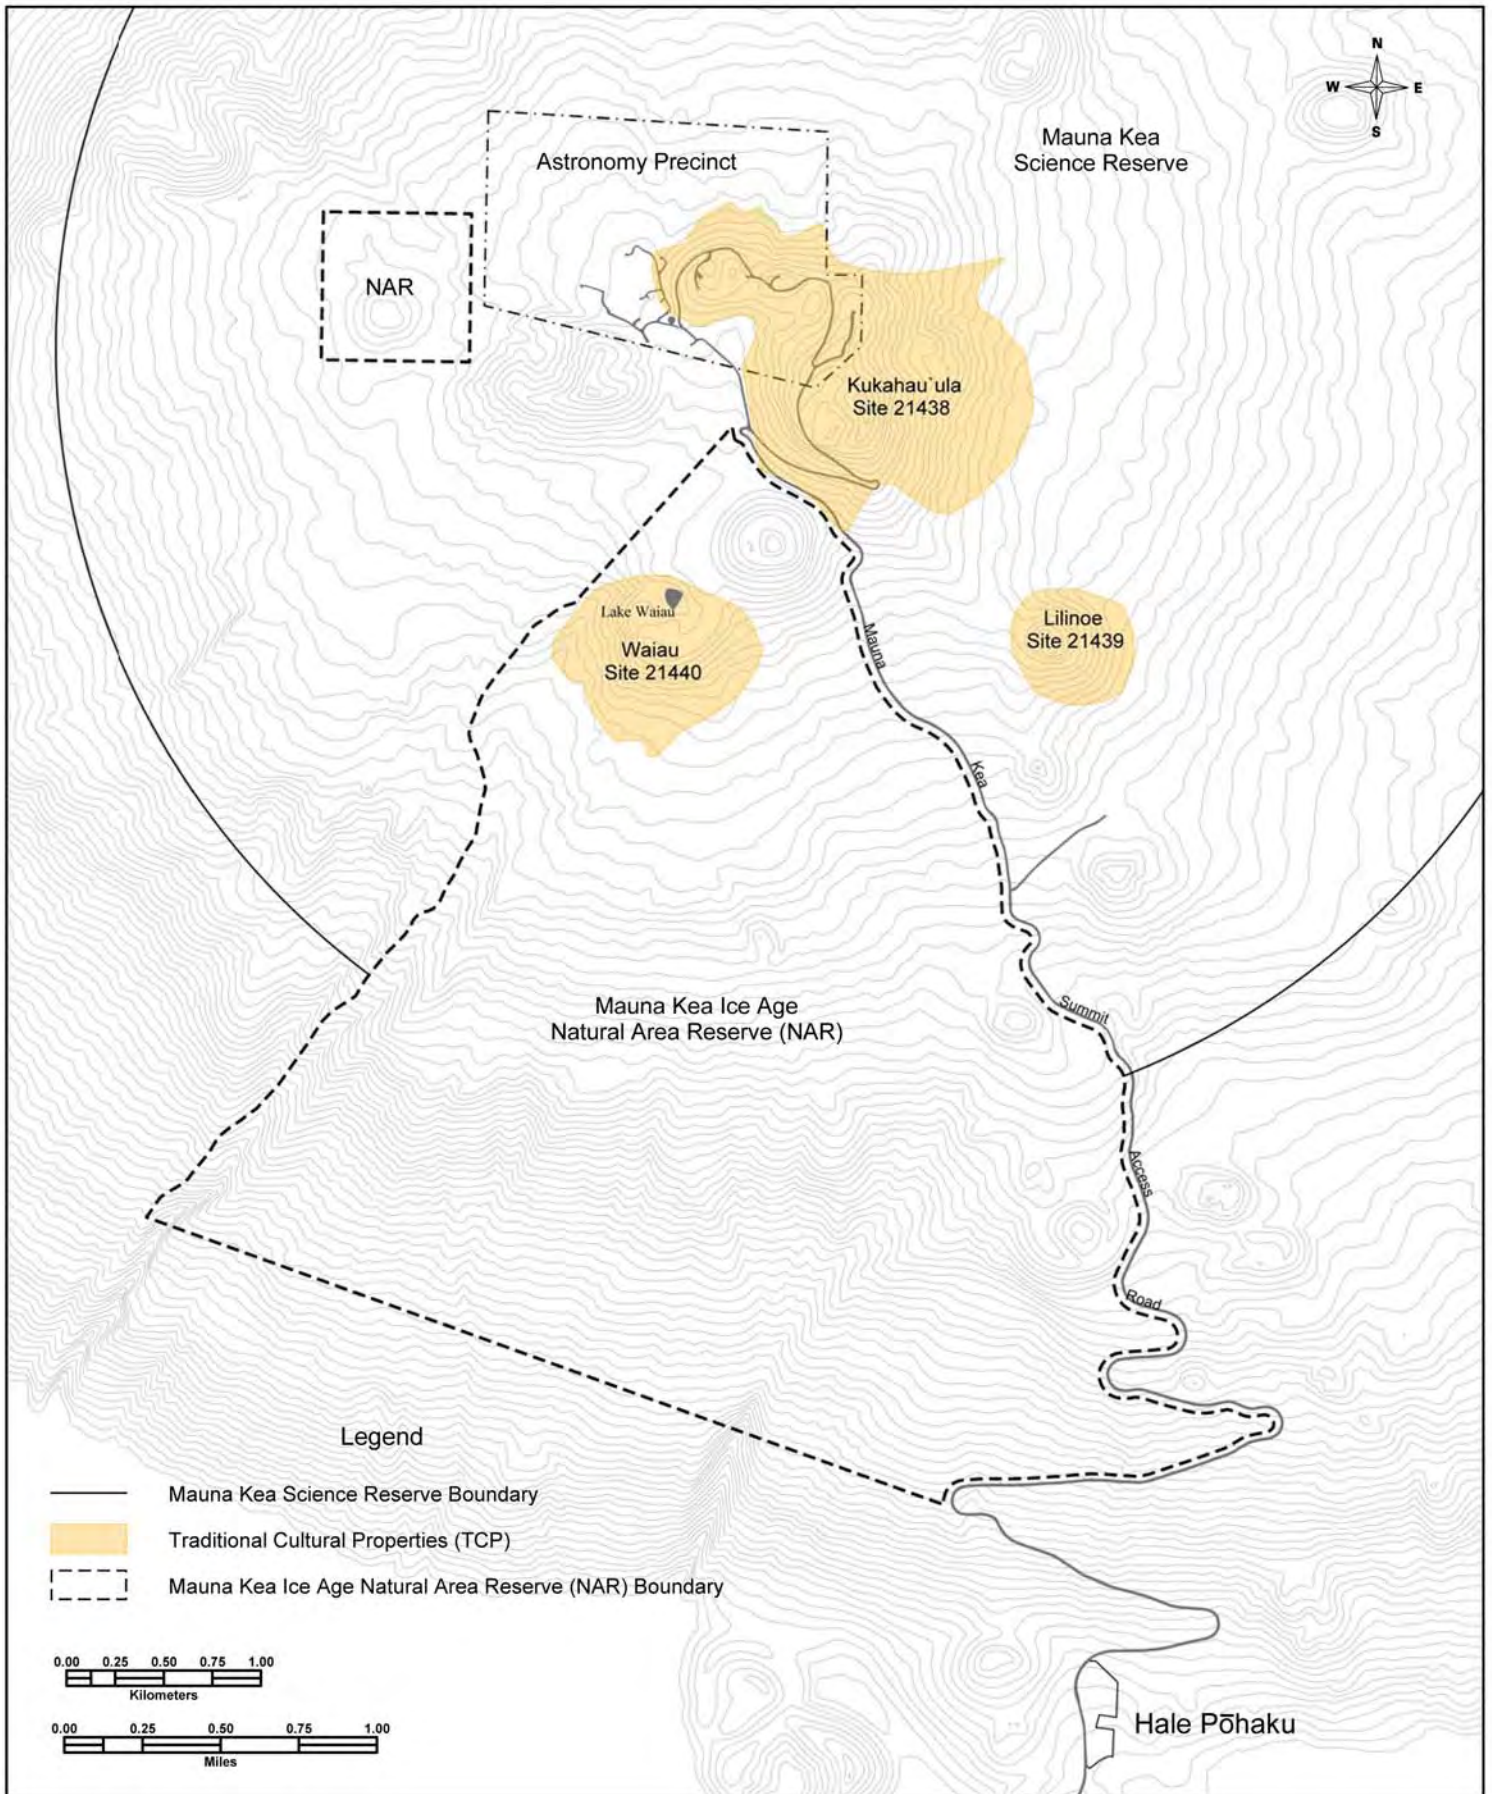 N
W
E
S
Mauna Kea
Science Reserve
Astronomy Precinct
NAR
Kukahau`ula
Site 21438
Lake Waiau
Waiau
Site 21440
Lilinoe
Site 21439
Mauna
Kea
Summit
Access
Road
Mauna Kea Ice Age
Natural Area Reserve (NAR)
Legend
Mauna Kea Science Reserve Boundary
Traditional Cultural Properties (TCP)
Mauna Kea Ice Age Natural Area Reserve (NAR) Boundary
0.00 0.25 0.50 0.75 1.00
Kilometers
0.00 0.25 0.50 0.75 1.00
Miles
Hale Pōhaku